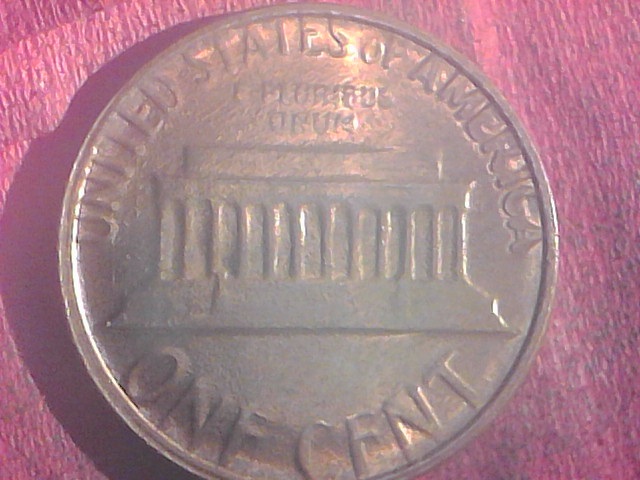 UNITED STATES OF AMERICA
E PLURIBUS
UNUM
ONE CENT